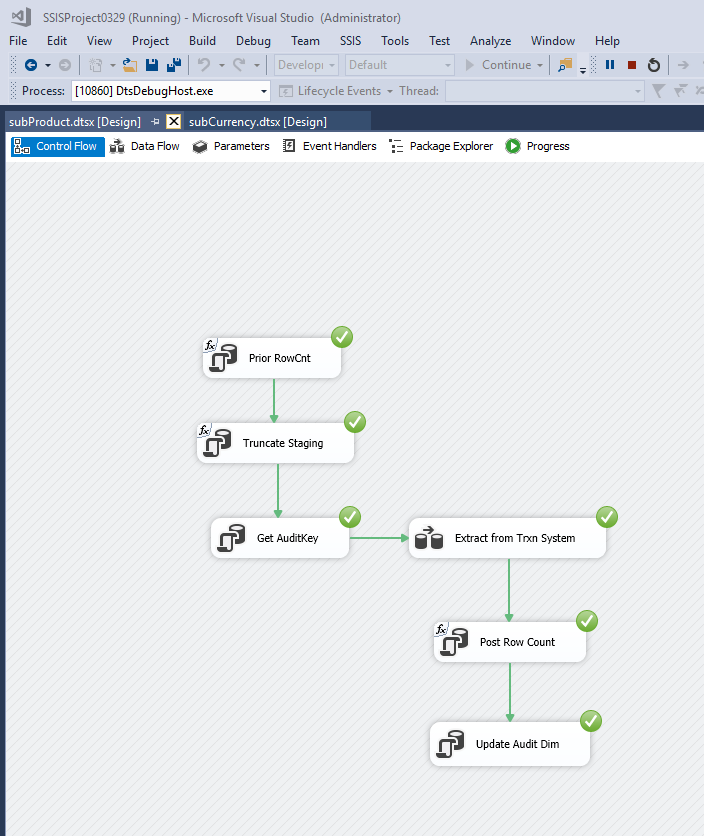 SSISProject0329 (Running) - Microsoft Visual Studio (Administrator)
File Edit View Project Build Debug Team SSIS Tools Test Analyze Window Help
Develop Default Continue
Process: [10860] DtsDebugHost.exe Lifecycle Events Thread:
subProduct.dtsx [Design] subCurrency.dtsx [Design]
Control Flow Data Flow Parameters Event Handlers Package Explorer Progress
fx
Prior RowCnt
fx
Truncate Staging
Get AuditKey Extract from Trxn System
fx
Post Row Count
Update Audit Dim